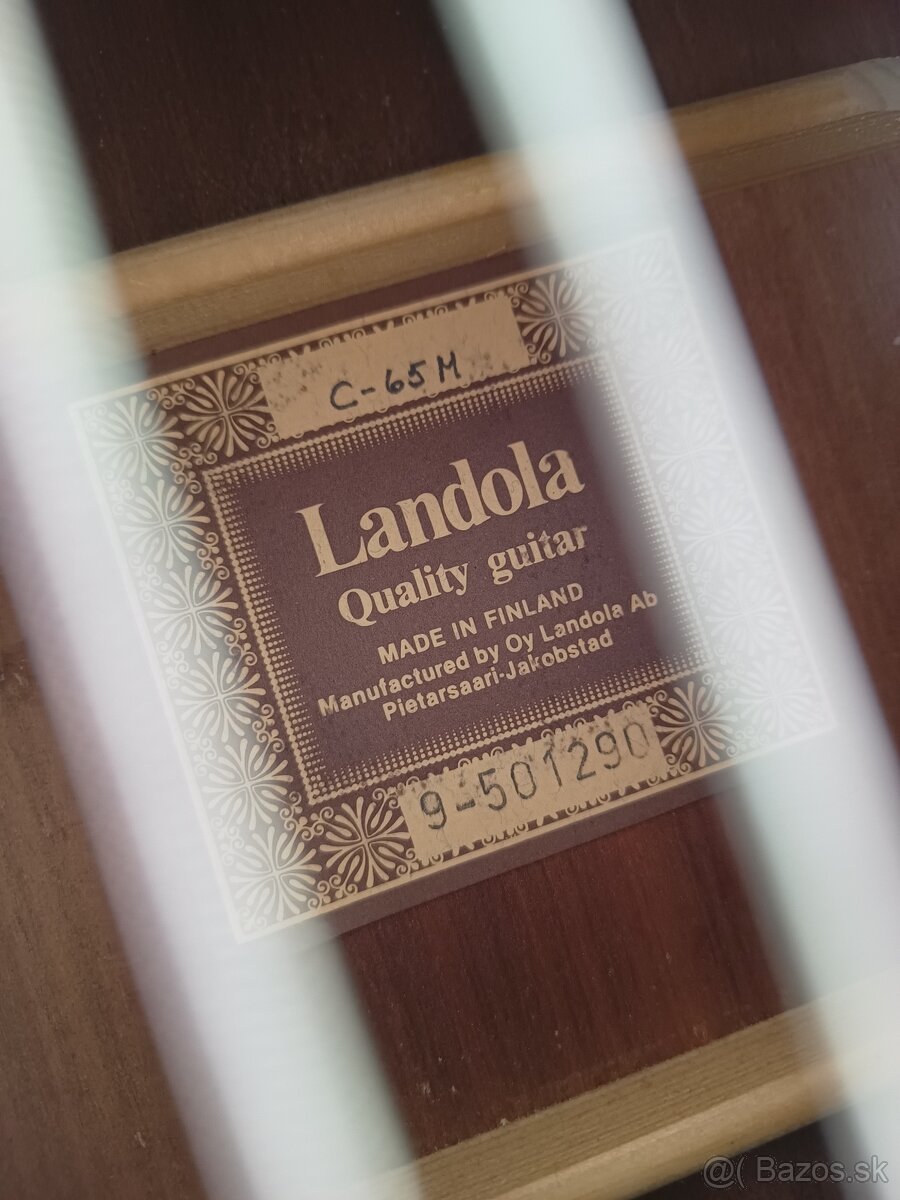 C-65M
Landola
Quality guitar
MADE IN FINLAND
Manufactured by Oy Landola Ab
Pietarsaari-Jakobstad
9-501290
@( Bazos.sk